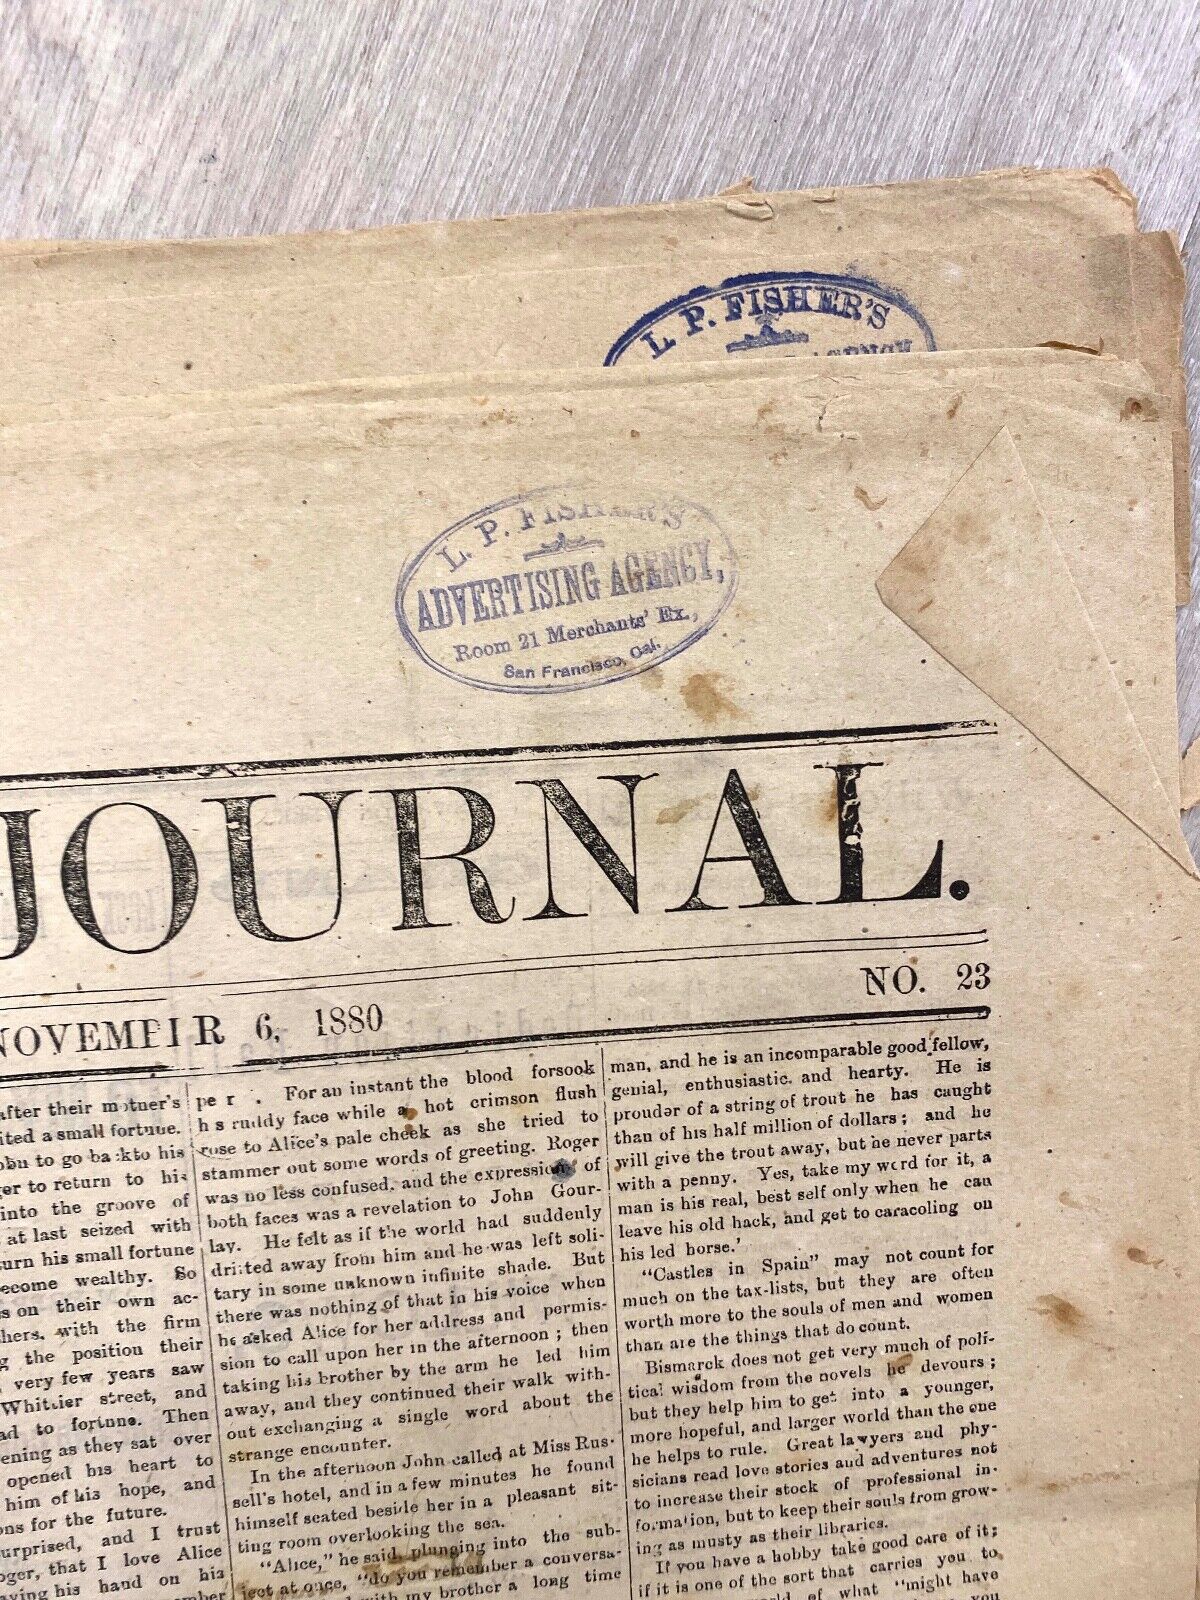 L. P. FISHER'S
L. P. FISHER'S
ADVERTISING AGENCY,
Room 21 Merchants' Ex.,
San Francisco, Cal.
JOURNAL.
NO. 23
NOVEMFIR 6, 1880
after their motner's
a small fortune.
to go backto his
to return to his
into the groove of
at last seized with
his small fortune
become wealthy. So
on their own ac-
with the firm
the position their
very few years saw
Whittier street, and
to fortune. Then
as they sat over
opened his heart to
him of his hope, and
for the future.
and I trust
that I love Alice
his hand on his
per . For an instant the blood forsook
h s ruddy face while a hot crimson flush
rose to Alice's pale cheek as she tried to
stammer out some words of greeting. Roger
was no less confused, and the expression of
both faces was a revelation to John Gour-
lay. He felt as if the world had suddenly
drifted away from him and he was left soli-
tary in some unknown infinite shade. But
there was nothing of that in his voice when
he asked Alice for her address and permis-
sion to call upon her in the afternoon ; then
taking his brother by the arm he led him
away, and they continued their walk with-
out exchanging a single word about the
strange encounter.
In the afternoon John called at Miss Rus-
sell's hotel, and in a few minutes he found
himself seated beside her in a pleasant sit-
ting room overlooking the sea.
"Alice," he said, plunging into the sub-
ject at once, "do you remember a conversa-
with my brother a long time
man, and he is an incomparable good fellow,
genial, enthusiastic and hearty. He is
prouder of a string of trout he has caught
than of his half million of dollars ; and he
will give the trout away, but he never parts
with a penny. Yes, take my word for it, a
man is his real, best self only when he can
leave his old hack, and get to caracoling on
his led horse.'
"Castles in Spain" may not count for
much on the tax-lists, but they are often
worth more to the souls of men and women
than are the things that do count.
Bismarck does not get very much of poli-
tical wisdom from the novels he devours ;
but they help him to get into a younger,
more hopeful, and larger world than the one
he helps to rule. Great lawyers and phy-
sicians read love stories and adventures not
to increase their stock of professional in-
formation, but to keep their souls from grow-
ing as musty as their libraries.
If you have a hobby take good care of it;
if it is one of the sort that carries you to
of what "might have
you